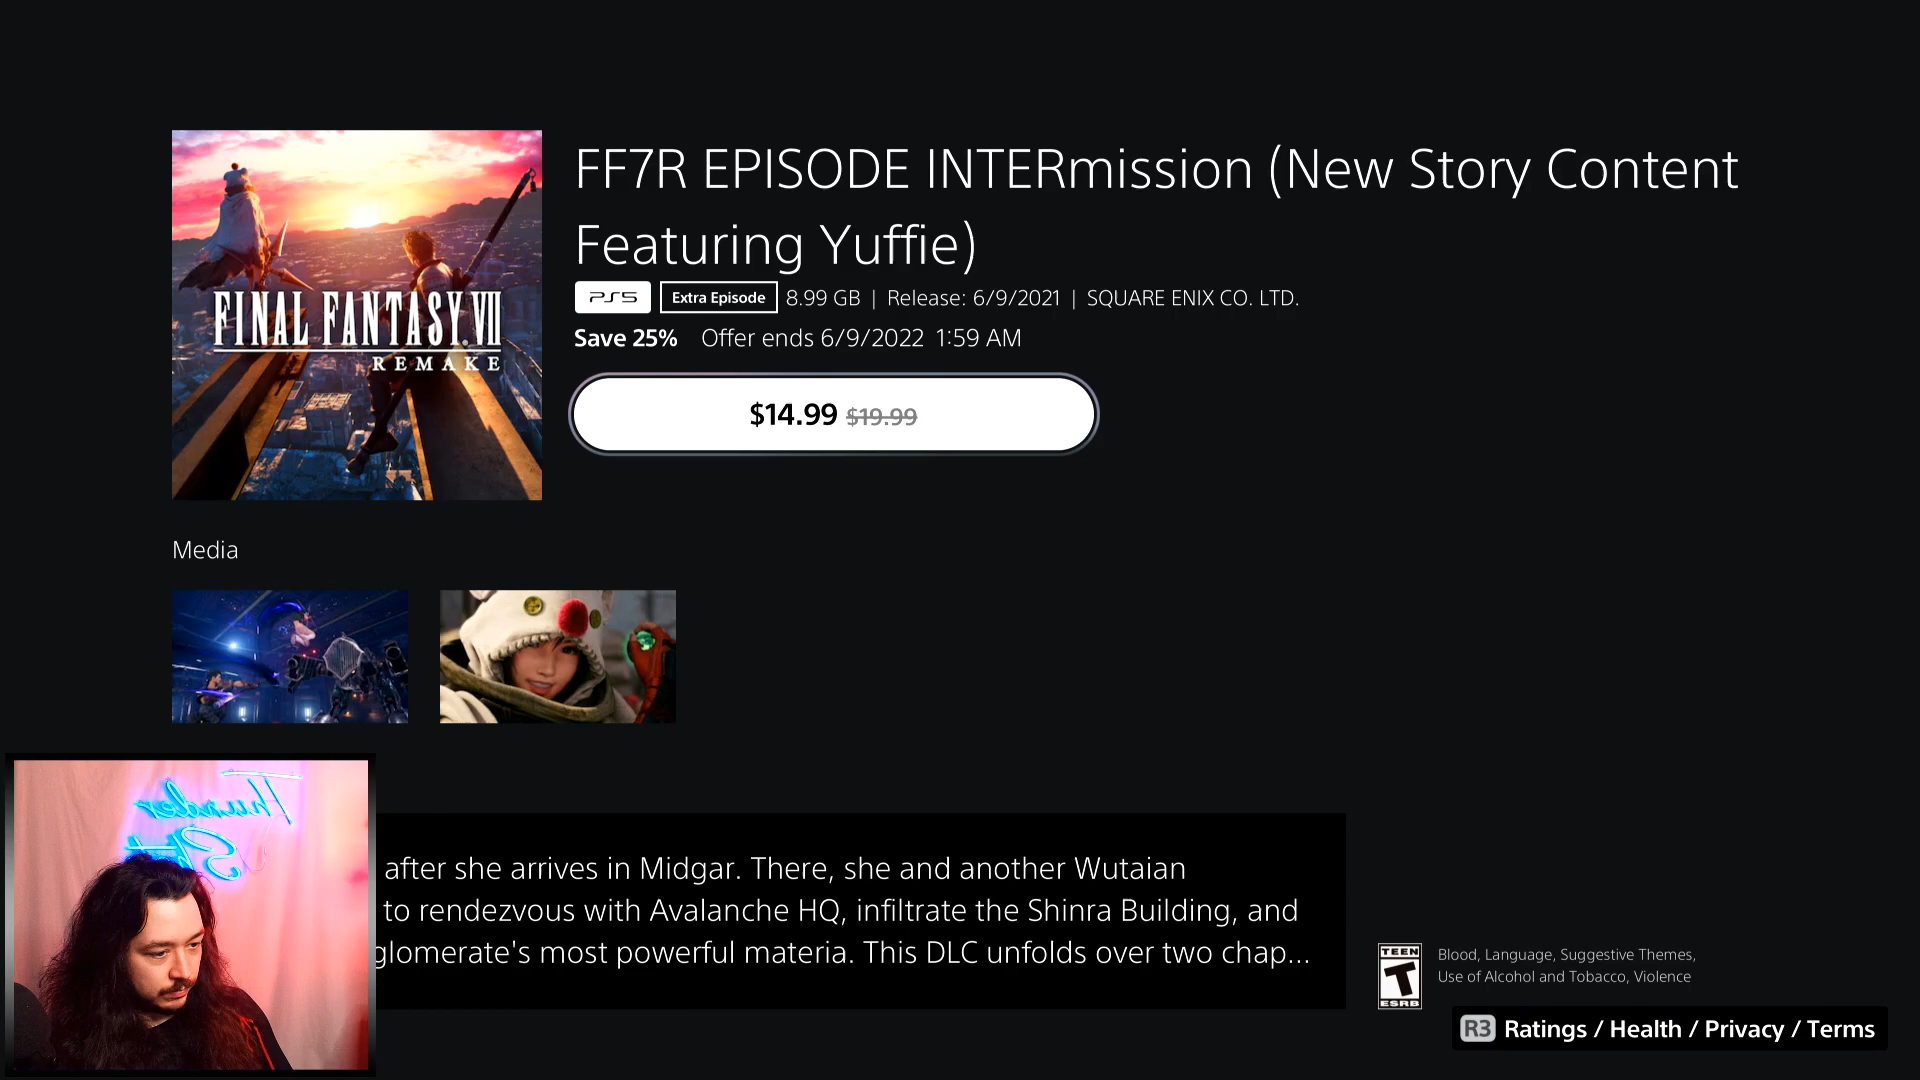 FF7R EPISODE INTERmission (New Story Content
Featuring Yuffie)
PS5 Extra Episode 8.99 GB | Release: 6/9/2021 | SQUARE ENIX CO. LTD.
Save 25% Offer ends 6/9/2022 1:59 AM
$14.99 $19.99
FINAL FANTASY VII
REMAKE
Media
Thunder
after she arrives in Midgar. There, she and another Wutaian
to rendezvous with Avalanche HQ, infiltrate the Shinra Building, and
glomerate's most powerful materia. This DLC unfolds over two chap...
TEEN
T
ESRB
Blood, Language, Suggestive Themes,
Use of Alcohol and Tobacco, Violence
R3 Ratings / Health / Privacy / Terms